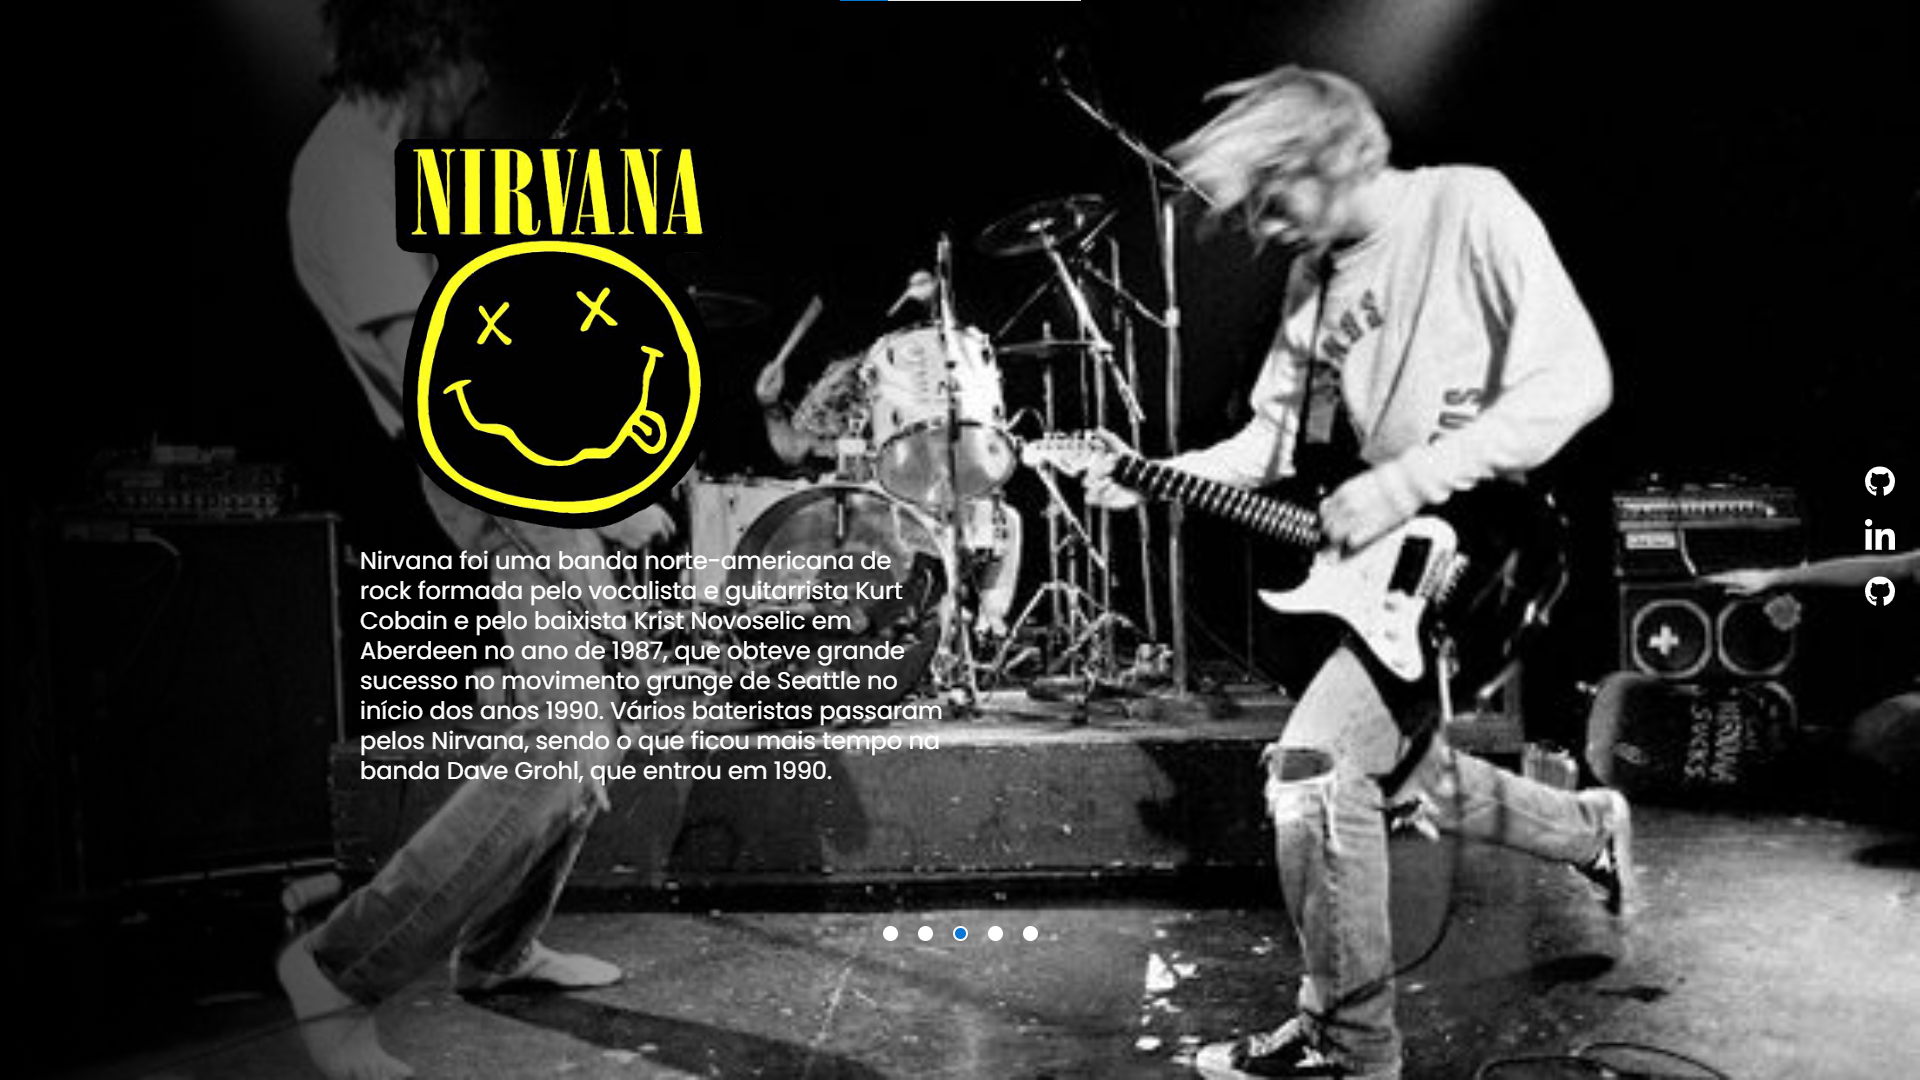 NIRVANA
Nirvana foi uma banda norte-americana de
rock formada pelo vocalista e guitarrista Kurt
Cobain e pelo baixista Krist Novoselic em
Aberdeen no ano de 1987, que obteve grande
sucesso no movimento grunge de Seattle no
início dos anos 1990. Vários bateristas passaram
pelos Nirvana, sendo o que ficou mais tempo na
banda Dave Grohl, que entrou em 1990.
in
NIRVANA
SUCKS